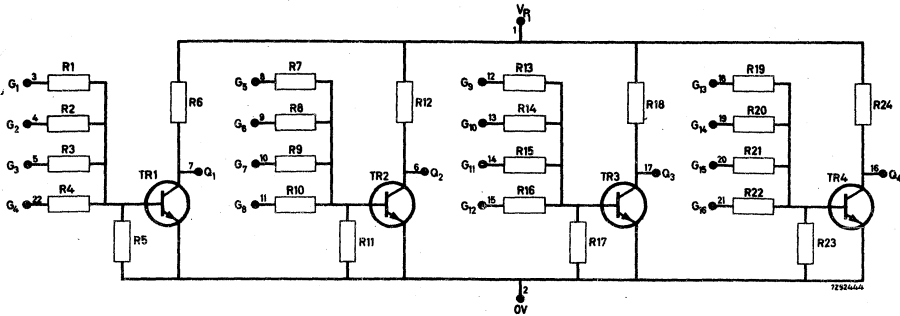 VP
1
G1 3 R1
G2 4 R2
G3 5 R3
G4 22 R4
R5
R6
TR1
7 Q1
G5 8 R7
G6 9 R8
G7 10 R9
G8 11 R10
R11
R12
TR2
6 Q2
G9 12 R13
G10 13 R14
G11 14 R15
G12 15 R16
R17
R18
TR3
17 Q3
G13 18 R19
G14 19 R20
G15 20 R21
G16 21 R22
R23
R24
TR4
16 Q4
2
0V
7Z92444